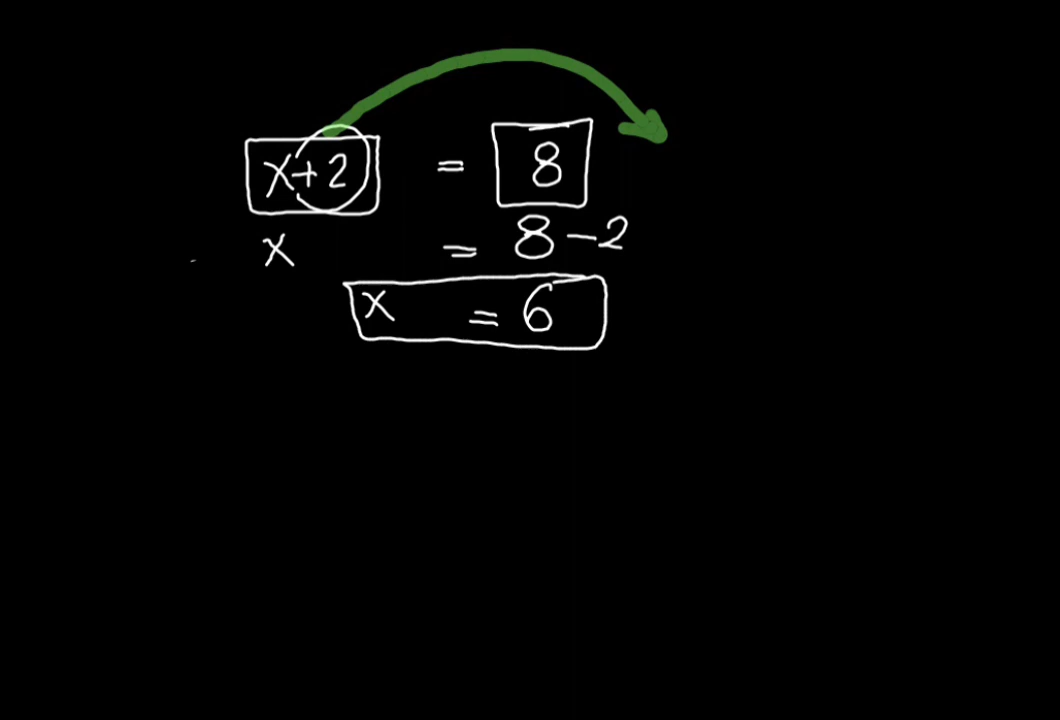 x+2 = 8
x = 8-2
x = 6